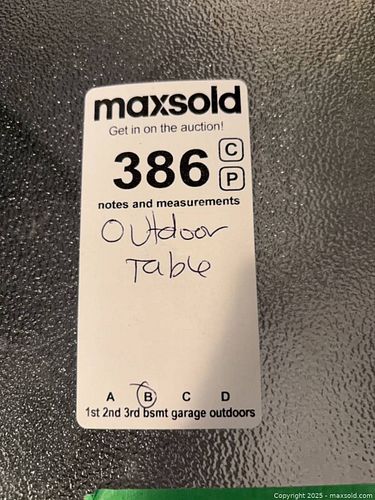 maxsold
Get in on the auction!
386 C
P
notes and measurements
Outdoor
Table
A B C D
1st 2nd 3rd bsmt garage outdoors
Copyright 2025 - maxsold.com